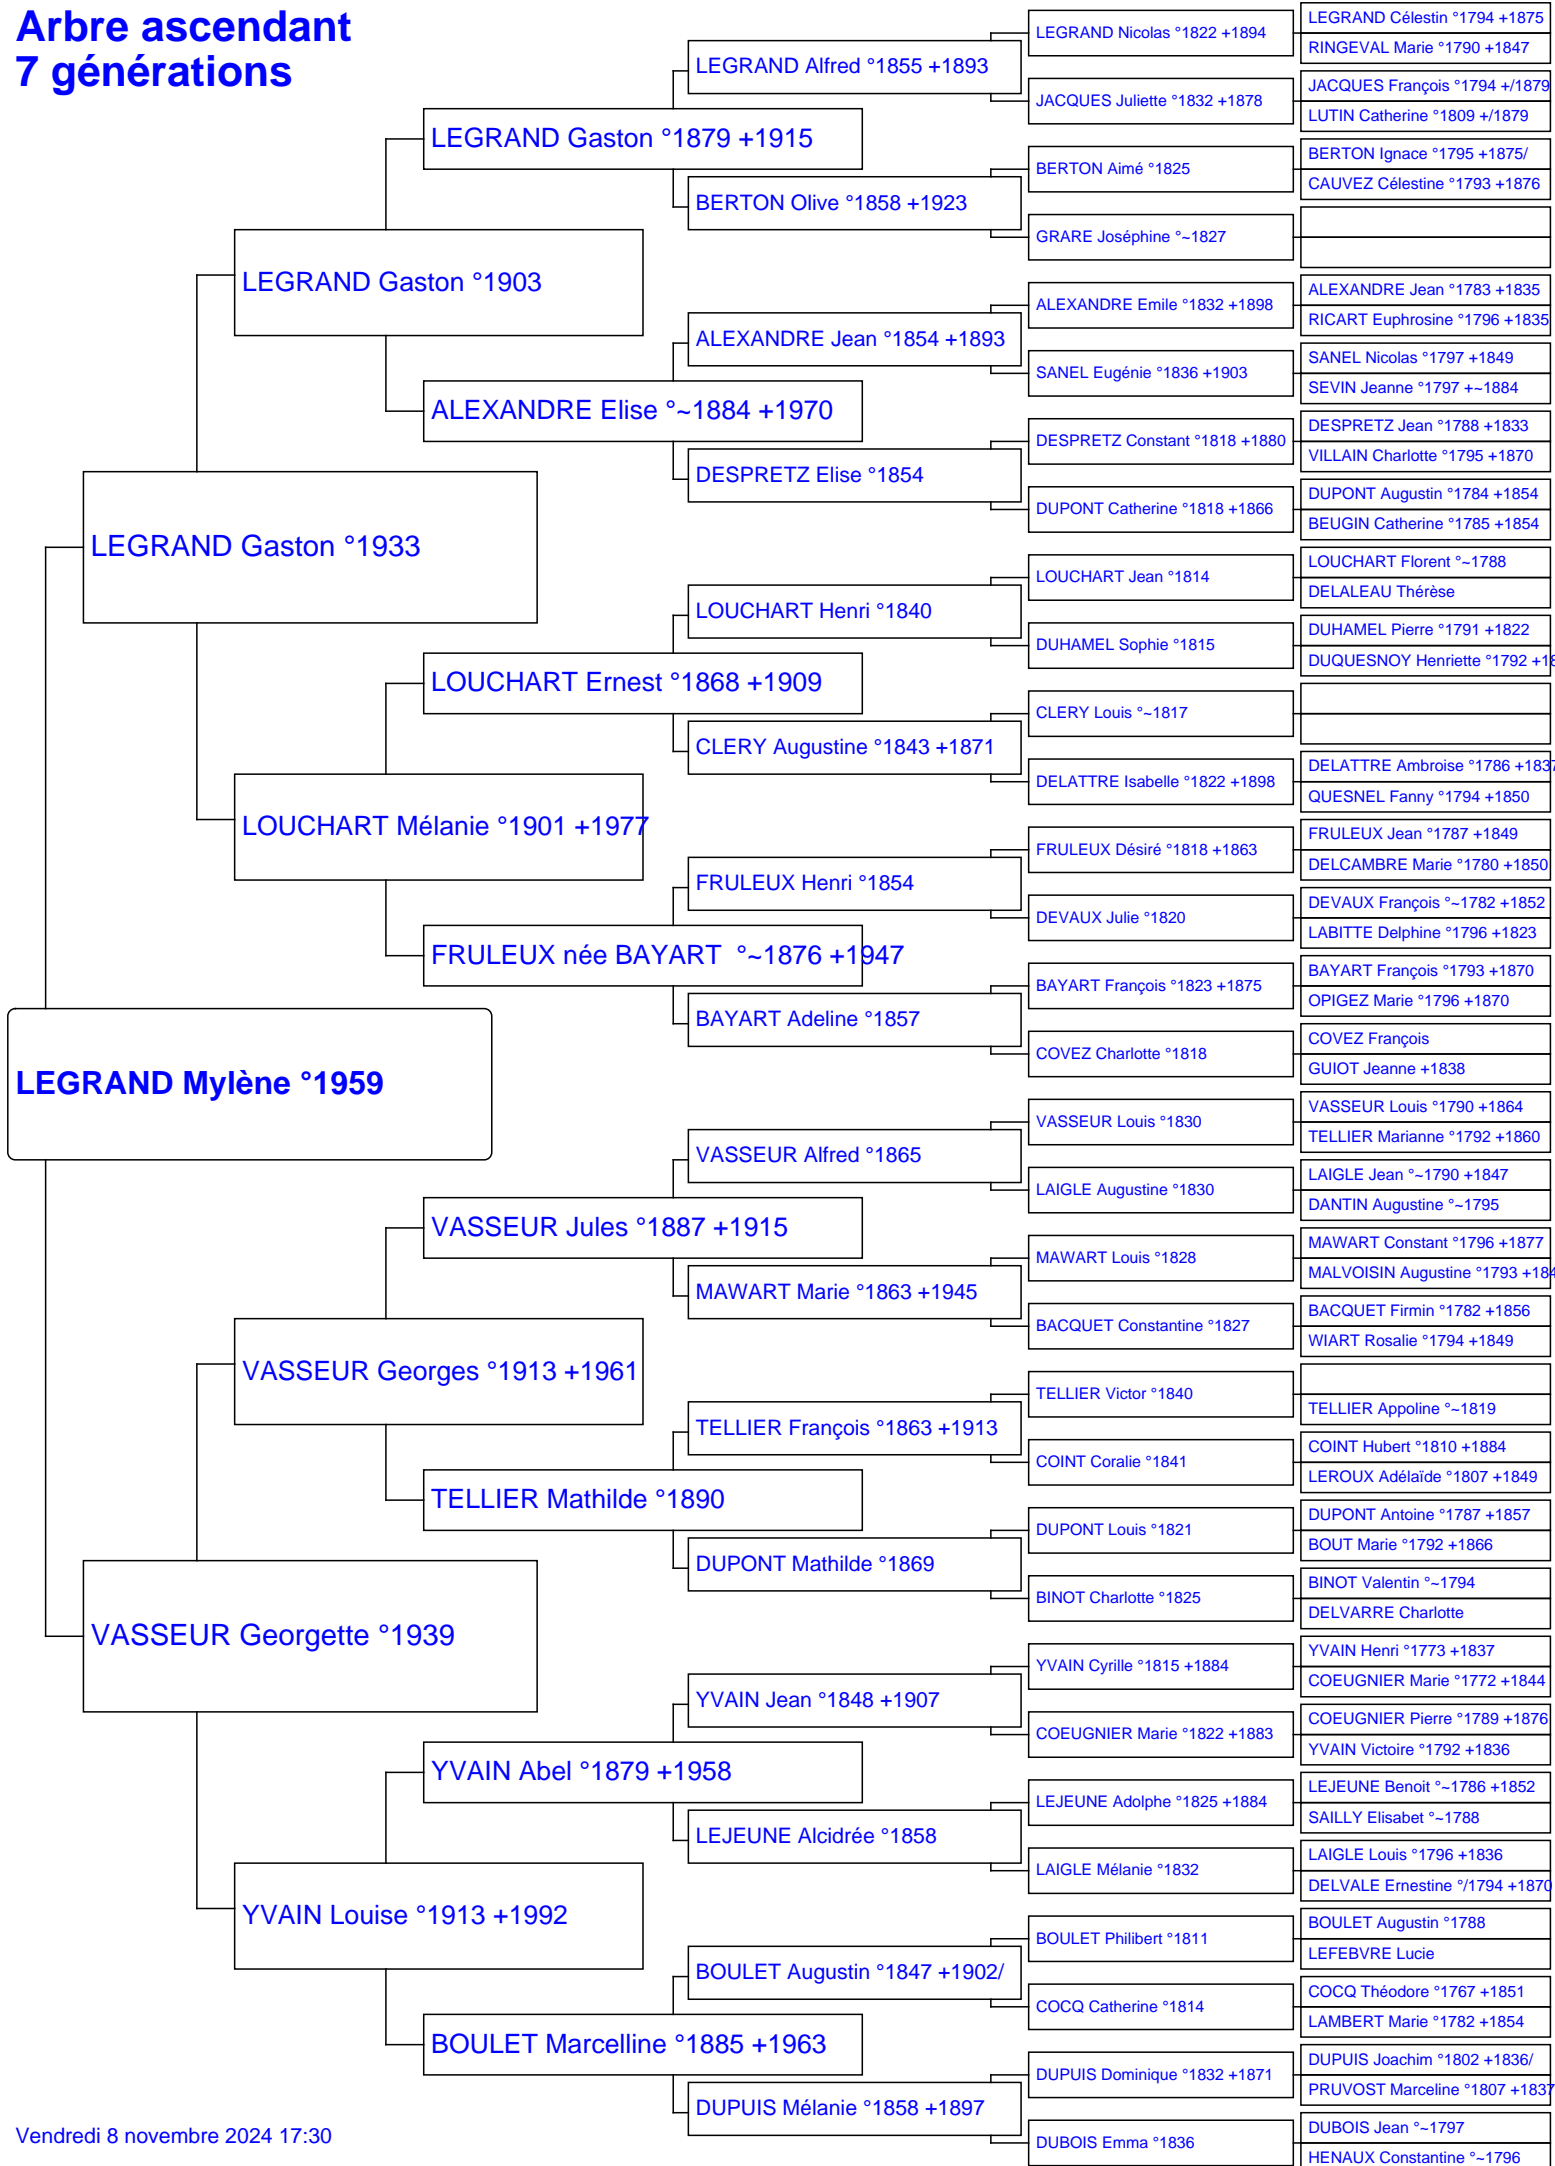 Arbre ascendant
7 générations
LEGRAND Mylène °1959
LEGRAND Gaston °1933
VASSEUR Georgette °1939
LEGRAND Gaston °1903
LOUCHART Mélanie °1901 +1977
VASSEUR Georges °1913 +1961
YVAIN Louise °1913 +1992
LEGRAND Gaston °1879 +1915
ALEXANDRE Elise °~1884 +1970
LOUCHART Ernest °1868 +1909
FRULEUX née BAYART  °~1876 +1947
VASSEUR Jules °1887 +1915
TELLIER Mathilde °1890
YVAIN Abel °1879 +1958
BOULET Marcelline °1885 +1963
LEGRAND Alfred °1855 +1893
BERTON Olive °1858 +1923
ALEXANDRE Jean °1854 +1893
DESPRETZ Elise °1854
LOUCHART Henri °1840
CLERY Augustine °1843 +1871
FRULEUX Henri °1854
BAYART Adeline °1857
VASSEUR Alfred °1865
MAWART Marie °1863 +1945
TELLIER François °1863 +1913
DUPONT Mathilde °1869
YVAIN Jean °1848 +1907
LEJEUNE Alcidrée °1858
BOULET Augustin °1847 +1902/
DUPUIS Mélanie °1858 +1897
LEGRAND Nicolas °1822 +1894
JACQUES Juliette °1832 +1878
BERTON Aimé °1825
GRARE Joséphine °~1827
ALEXANDRE Emile °1832 +1898
SANEL Eugénie °1836 +1903
DESPRETZ Constant °1818 +1880
DUPONT Catherine °1818 +1866
LOUCHART Jean °1814
DUHAMEL Sophie °1815
CLERY Louis °~1817
DELATTRE Isabelle °1822 +1898
FRULEUX Désiré °1818 +1863
DEVAUX Julie °1820
BAYART François °1823 +1875
COVEZ Charlotte °1818
VASSEUR Louis °1830
LAIGLE Augustine °1830
MAWART Louis °1828
BACQUET Constantine °1827
TELLIER Victor °1840
COINT Coralie °1841
DUPONT Louis °1821
BINOT Charlotte °1825
YVAIN Cyrille °1815 +1884
COEUGNIER Marie °1822 +1883
LEJEUNE Adolphe °1825 +1884
LAIGLE Mélanie °1832
BOULET Philibert °1811
COCQ Catherine °1814
DUPUIS Dominique °1832 +1871
DUBOIS Emma °1836
LEGRAND Célestin °1794 +1875
RINGEVAL Marie °1790 +1847
JACQUES François °1794 +/1879
LUTIN Catherine °1809 +/1879
BERTON Ignace °1795 +1875/
CAUVEZ Célestine °1793 +1876
ALEXANDRE Jean °1783 +1835
RICART Euphrosine °1796 +1835
SANEL Nicolas °1797 +1849
SEVIN Jeanne °1797 +~1884
DESPRETZ Jean °1788 +1833
VILLAIN Charlotte °1795 +1870
DUPONT Augustin °1784 +1854
BEUGIN Catherine °1785 +1854
LOUCHART Florent °~1788
DELALEAU Thérèse
DUHAMEL Pierre °1791 +1822
DUQUESNOY Henriette °1792 +18
DELATTRE Ambroise °1786 +1837
QUESNEL Fanny °1794 +1850
FRULEUX Jean °1787 +1849
DELCAMBRE Marie °1780 +1850
DEVAUX François °~1782 +1852
LABITTE Delphine °1796 +1823
BAYART François °1793 +1870
OPIGEZ Marie °1796 +1870
COVEZ François
GUIOT Jeanne +1838
VASSEUR Louis °1790 +1864
TELLIER Marianne °1792 +1860
LAIGLE Jean °~1790 +1847
DANTIN Augustine °~1795
MAWART Constant °1796 +1877
MALVOISIN Augustine °1793 +184
BACQUET Firmin °1782 +1856
WIART Rosalie °1794 +1849
TELLIER Appoline °~1819
COINT Hubert °1810 +1884
LEROUX Adélaïde °1807 +1849
DUPONT Antoine °1787 +1857
BOUT Marie °1792 +1866
BINOT Valentin °~1794
DELVARRE Charlotte
YVAIN Henri °1773 +1837
COEUGNIER Marie °1772 +1844
COEUGNIER Pierre °1789 +1876
YVAIN Victoire °1792 +1836
LEJEUNE Benoit °~1786 +1852
SAILLY Elisabet °~1788
LAIGLE Louis °1796 +1836
DELVALE Ernestine °/1794 +1870
BOULET Augustin °1788
LEFEBVRE Lucie
COCQ Théodore °1767 +1851
LAMBERT Marie °1782 +1854
DUPUIS Joachim °1802 +1836/
PRUVOST Marceline °1807 +1837
DUBOIS Jean °~1797
HENAUX Constantine °~1796
Vendredi 8 novembre 2024 17:30